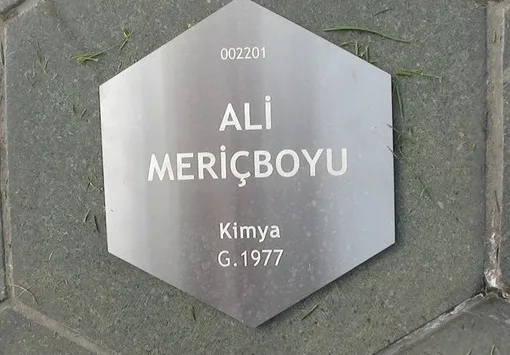 002201
ALİ
MERİÇBOYU
Kimya
G.1977